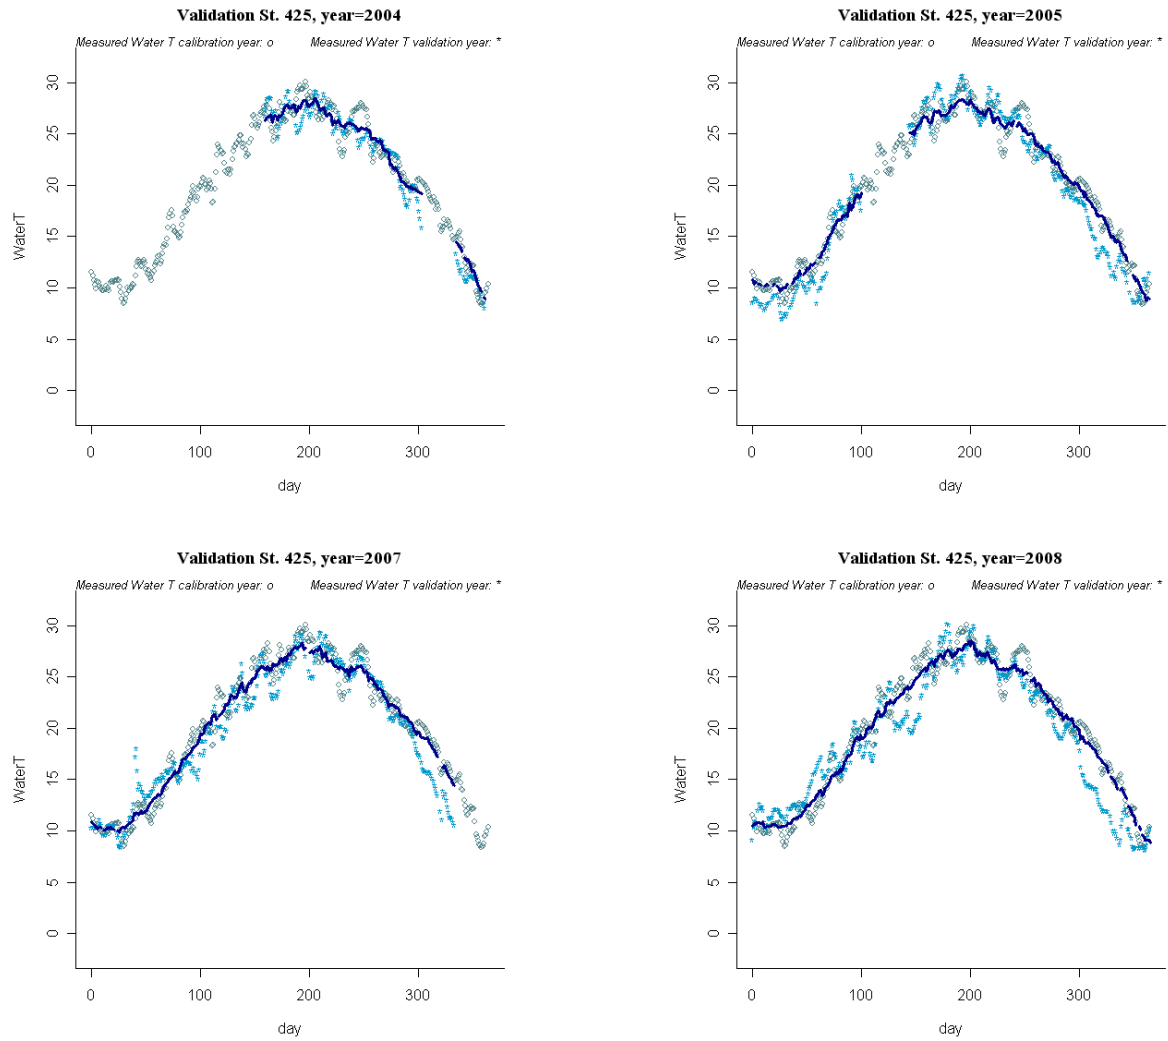 Validation St. 425, year=2004
Measured Water T calibration year: o Measured Water T validation year: *
WaterT
30
25
20
15
10
5
0
0 100 200 300
day
Validation St. 425, year=2005
Measured Water T calibration year: o Measured Water T validation year: *
WaterT
30
25
20
15
10
5
0
0 100 200 300
day
Validation St. 425, year=2007
Measured Water T calibration year: o Measured Water T validation year: *
WaterT
30
25
20
15
10
5
0
0 100 200 300
day
Validation St. 425, year=2008
Measured Water T calibration year: o Measured Water T validation year: *
WaterT
30
25
20
15
10
5
0
0 100 200 300
day